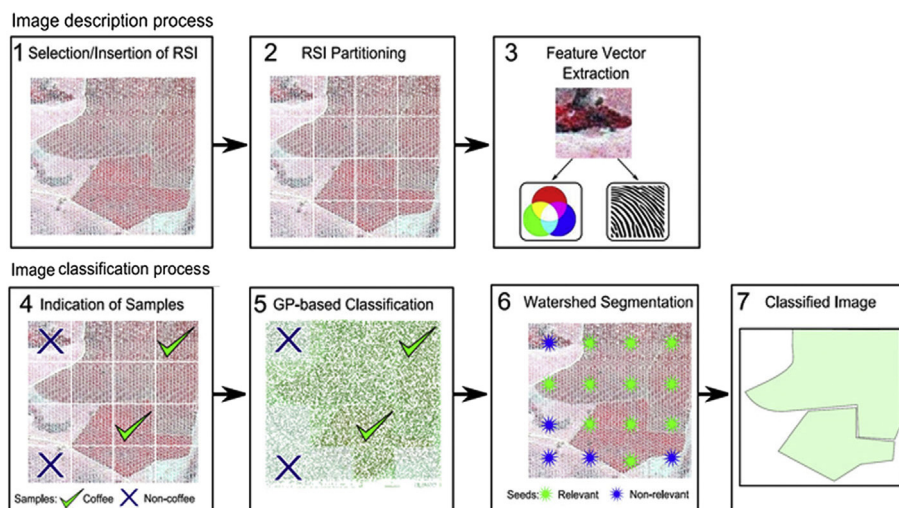 Image description process
1 Selection/Insertion of RSI
2 RSI Partitioning
3 Feature Vector
Extraction
Image classification process
4 Indication of Samples
5 GP-based Classification
6 Watershed Segmentation
7 Classified Image
Samples: Coffee Non-coffee
Seeds: Relevant Non-relevant